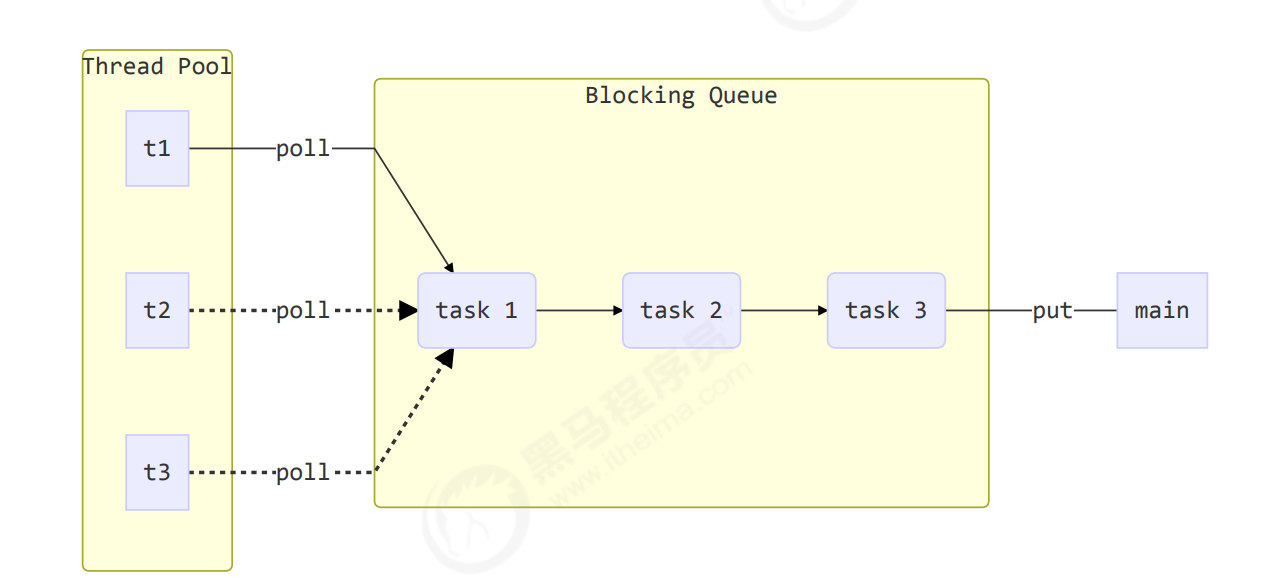 Thread Pool
Blocking Queue
t1
poll
t2
poll
task 1
task 2
task 3
put
main
t3
poll
黑马程序员
www.itheima.com